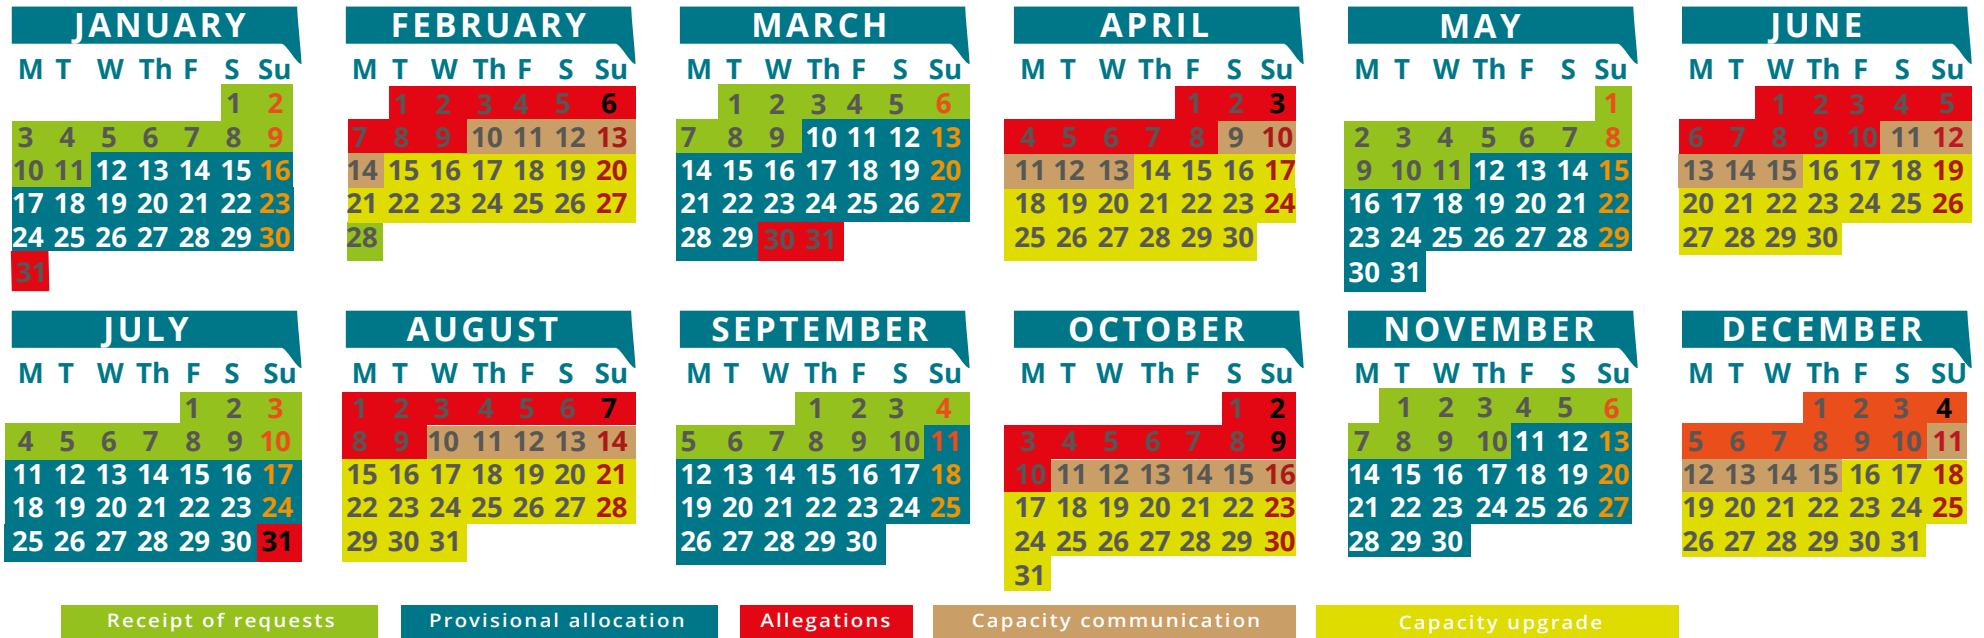 JANUARY
M T W Th F S Su
1 2
3 4 5 6 7 8 9
10 11 12 13 14 15 16
17 18 19 20 21 22 23
24 25 26 27 28 29 30
31
FEBRUARY
M T W Th F S Su
1 2 3 4 5 6
7 8 9 10 11 12 13
14 15 16 17 18 19 20
21 22 23 24 25 26 27
28
MARCH
M T W Th F S Su
1 2 3 4 5 6
7 8 9 10 11 12 13
14 15 16 17 18 19 20
21 22 23 24 25 26 27
28 29 30 31
APRIL
M T W Th F S Su
1 2 3
4 5 6 7 8 9 10
11 12 13 14 15 16 17
18 19 20 21 22 23 24
25 26 27 28 29 30
MAY
M T W Th F S Su
1
2 3 4 5 6 7 8
9 10 11 12 13 14 15
16 17 18 19 20 21 22
23 24 25 26 27 28 29
30 31
JUNE
M T W Th F S Su
1 2 3 4 5
6 7 8 9 10 11 12
13 14 15 16 17 18 19
20 21 22 23 24 25 26
27 28 29 30
JULY
M T W Th F S Su
1 2 3
4 5 6 7 8 9 10
11 12 13 14 15 16 17
18 19 20 21 22 23 24
25 26 27 28 29 30 31
AUGUST
M T W Th F S Su
1 2 3 4 5 6 7
8 9 10 11 12 13 14
15 16 17 18 19 20 21
22 23 24 25 26 27 28
29 30 31
SEPTEMBER
M T W Th F S Su
1 2 3 4
5 6 7 8 9 10 11
12 13 14 15 16 17 18
19 20 21 22 23 24 25
26 27 28 29 30
OCTOBER
M T W Th F S Su
1 2
3 4 5 6 7 8 9
10 11 12 13 14 15 16
17 18 19 20 21 22 23
24 25 26 27 28 29 30
31
NOVEMBER
M T W Th F S Su
1 2 3 4 5 6
7 8 9 10 11 12 13
14 15 16 17 18 19 20
21 22 23 24 25 26 27
28 29 30
DECEMBER
M T W Th F S SU
1 2 3 4
5 6 7 8 9 10 11
12 13 14 15 16 17 18
19 20 21 22 23 24 25
26 27 28 29 30 31
Receipt of requests
Provisional allocation
Allegations
Capacity communication
Capacity upgrade